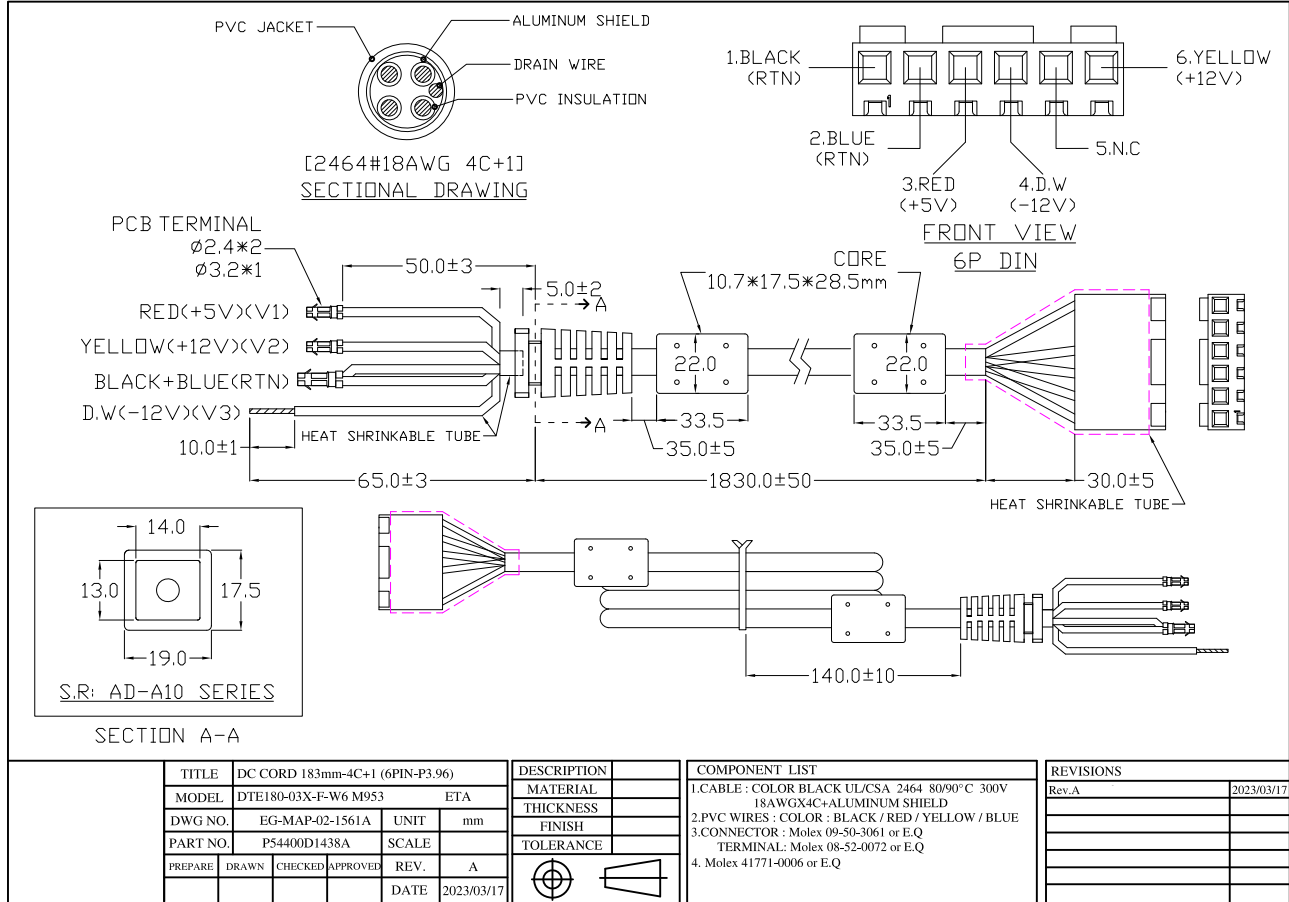 PVC JACKET
ALUMINUM SHIELD
DRAIN WIRE
PVC INSULATION
[2464#18AWG 4C+1]
SECTIONAL DRAWING
1.BLACK
(RTN)
6.YELLOW
(+12V)
1
2.BLUE
(RTN)
5.N.C
3.RED
(+5V)
4.D.W
(-12V)
FRONT VIEW
6P DIN
PCB TERMINAL
Ø2.4*2
Ø3.2*1
50.0±3
5.0±2
A
CORE
10.7*17.5*28.5mm
RED(+5V)(V1)
YELLOW(+12V)(V2)
BLACK+BLUE(RTN)
D.W(-12V)(V3)
22.0
22.0
10.0±1
HEAT SHRINKABLE TUBE
A
33.5
35.0±5
33.5
35.0±5
65.0±3
1830.0±50
30.0±5
HEAT SHRINKABLE TUBE
14.0
13.0
17.5
19.0
S.R: AD-A10 SERIES
SECTION A-A
140.0±10
TITLE DC CORD 183mm-4C+1 (6PIN-P3.96)
MODEL DTE180-03X-F-W6 M953 ETA
DWG NO. EG-MAP-02-1561A UNIT mm
PART NO. P54400D1438A SCALE
PREPARE DRAWN CHECKED APPROVED REV. A
DATE 2023/03/17
DESCRIPTION
MATERIAL
THICKNESS
FINISH
TOLERANCE
COMPONENT LIST
1.CABLE : COLOR BLACK UL/CSA 2464 80/90°C 300V
18AWGX4C+ALUMINUM SHIELD
2.PVC WIRES : COLOR : BLACK / RED / YELLOW / BLUE
3.CONNECTOR : Molex 09-50-3061 or E.Q
TERMINAL: Molex 08-52-0072 or E.Q
4. Molex 41771-0006 or E.Q
REVISIONS
Rev.A 2023/03/17